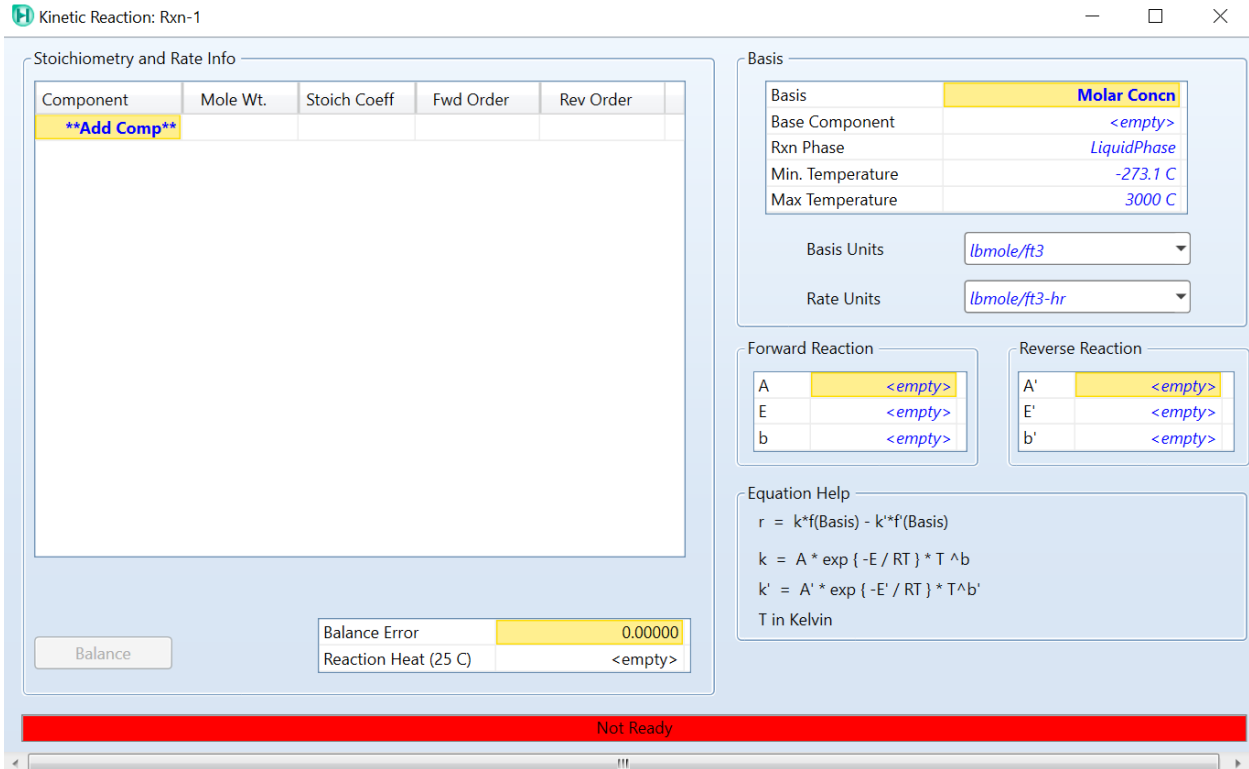 Kinetic Reaction: Rxn-1
Stoichiometry and Rate Info
Component Mole Wt. Stoich Coeff Fwd Order Rev Order
**Add Comp**
Balance
Balance Error 0.00000
Reaction Heat (25 C) <empty>
Basis
Basis Molar Concn
Base Component <empty>
Rxn Phase LiquidPhase
Min. Temperature -273.1 C
Max Temperature 3000 C
Basis Units lbmole/ft3
Rate Units lbmole/ft3-hr
Forward Reaction
A <empty>
E <empty>
b <empty>
Reverse Reaction
A' <empty>
E' <empty>
b' <empty>
Equation Help
r = k*f(Basis) - k'*f'(Basis)
k = A * exp { -E / RT } * T ^b
k' = A' * exp { -E' / RT } * T^b'
T in Kelvin
Not Ready